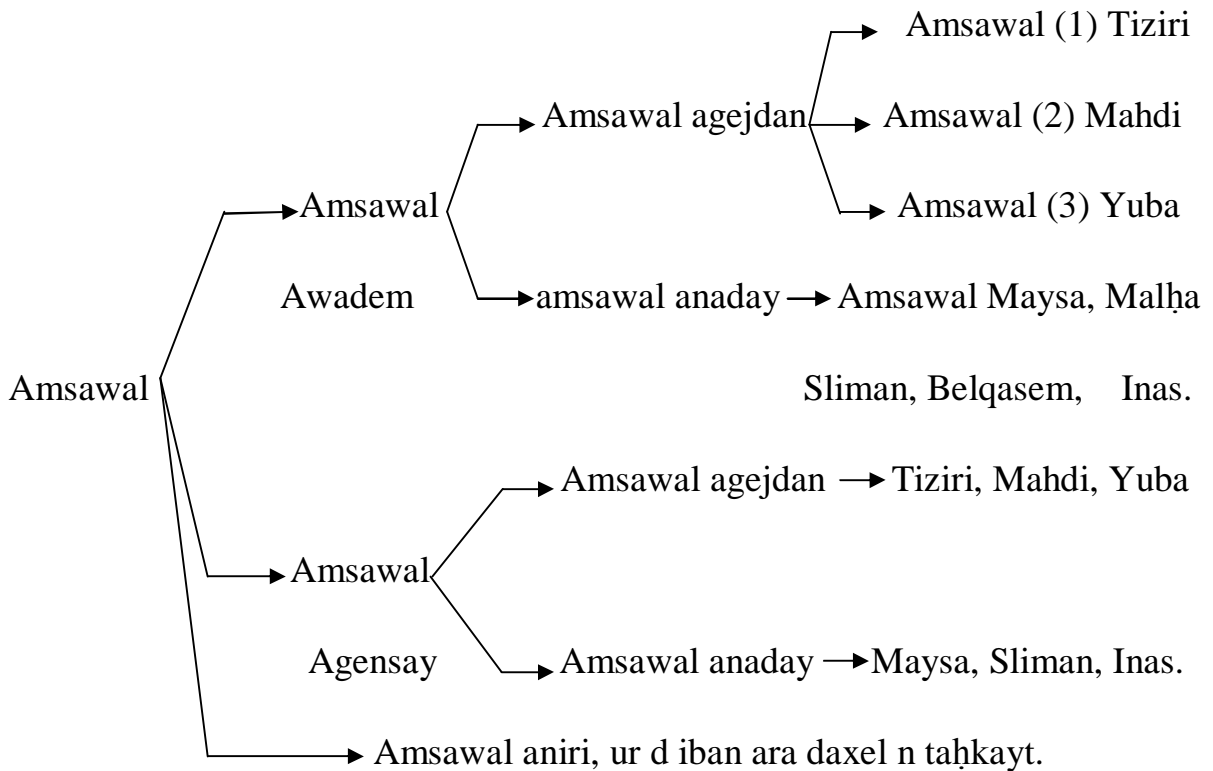 Amsawal (1) Tiziri
Amsawal agejdan Amsawal (2) Mahdi
Amsawal Amsawal (3) Yuba
Awadem amsawal anaday Amsawal Maysa, Malḥa
Amsawal Sliman, Belqasem, Inas.
Amsawal agejdan Tiziri, Mahdi, Yuba
Amsawal
Agensay Amsawal anaday Maysa, Sliman, Inas.
Amsawal aniri, ur d iban ara daxel n taḥkayt.